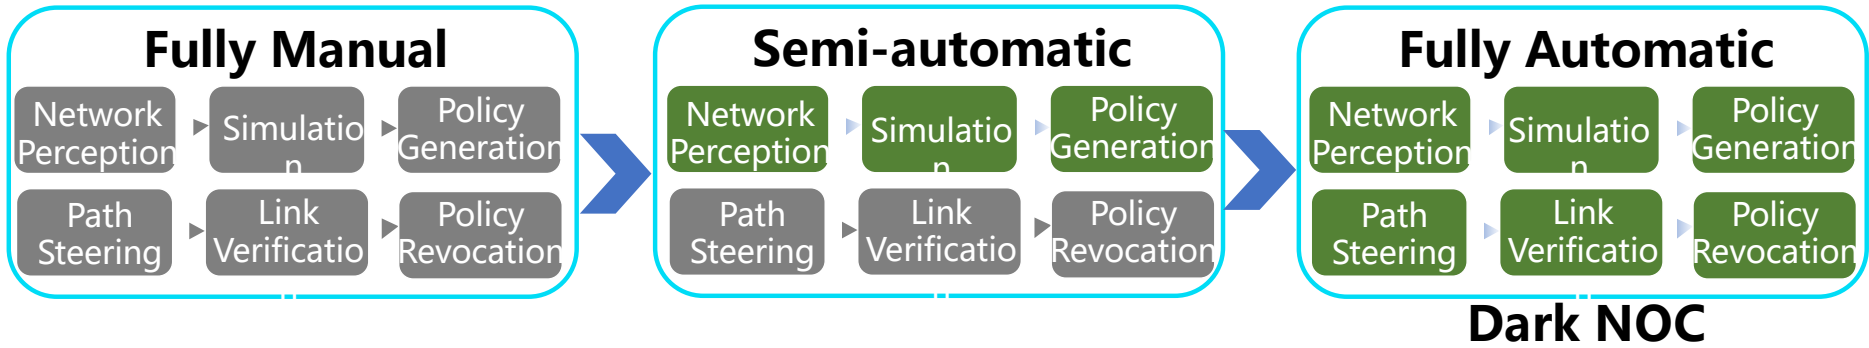 Fully Manual
Network
Perception
Simulatio
n
Policy
Generation
Path
Steering
Link
Verificatio
n
Policy
Revocation
Semi-automatic
Network
Perception
Simulatio
n
Policy
Generation
Path
Steering
Link
Verificatio
n
Policy
Revocation
Fully Automatic
Network
Perception
Simulatio
n
Policy
Generation
Path
Steering
Link
Verificatio
n
Policy
Revocation
Dark NOC